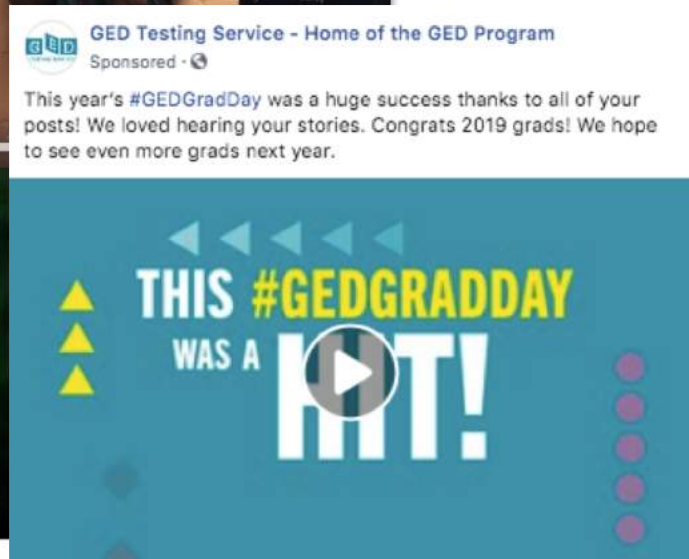 GED
GED Testing Service - Home of the GED Program
Sponsored ·
This year's #GEDGradDay was a huge success thanks to all of your
posts! We loved hearing your stories. Congrats 2019 grads! We hope
to see even more grads next year.
THIS #GEDGRADDAY
WAS A HIT!